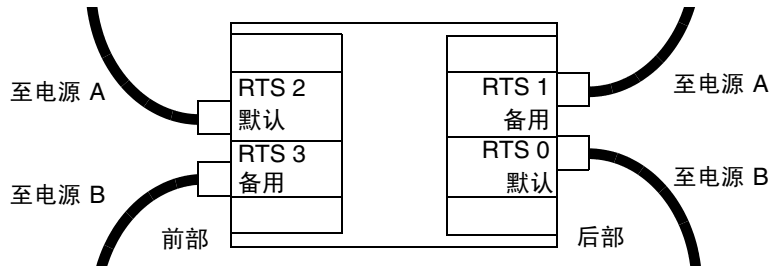 至电源 A
RTS 2
默认
RTS 3
备用
至电源 B
前部
RTS 1
备用
RTS 0
默认
至电源 A
至电源 B
后部